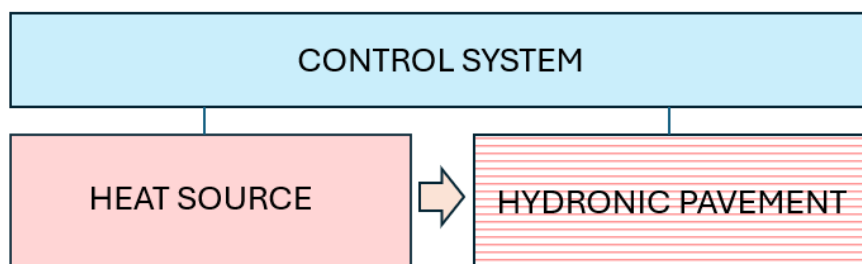 CONTROL SYSTEM
HEAT SOURCE
HYDRONIC PAVEMENT